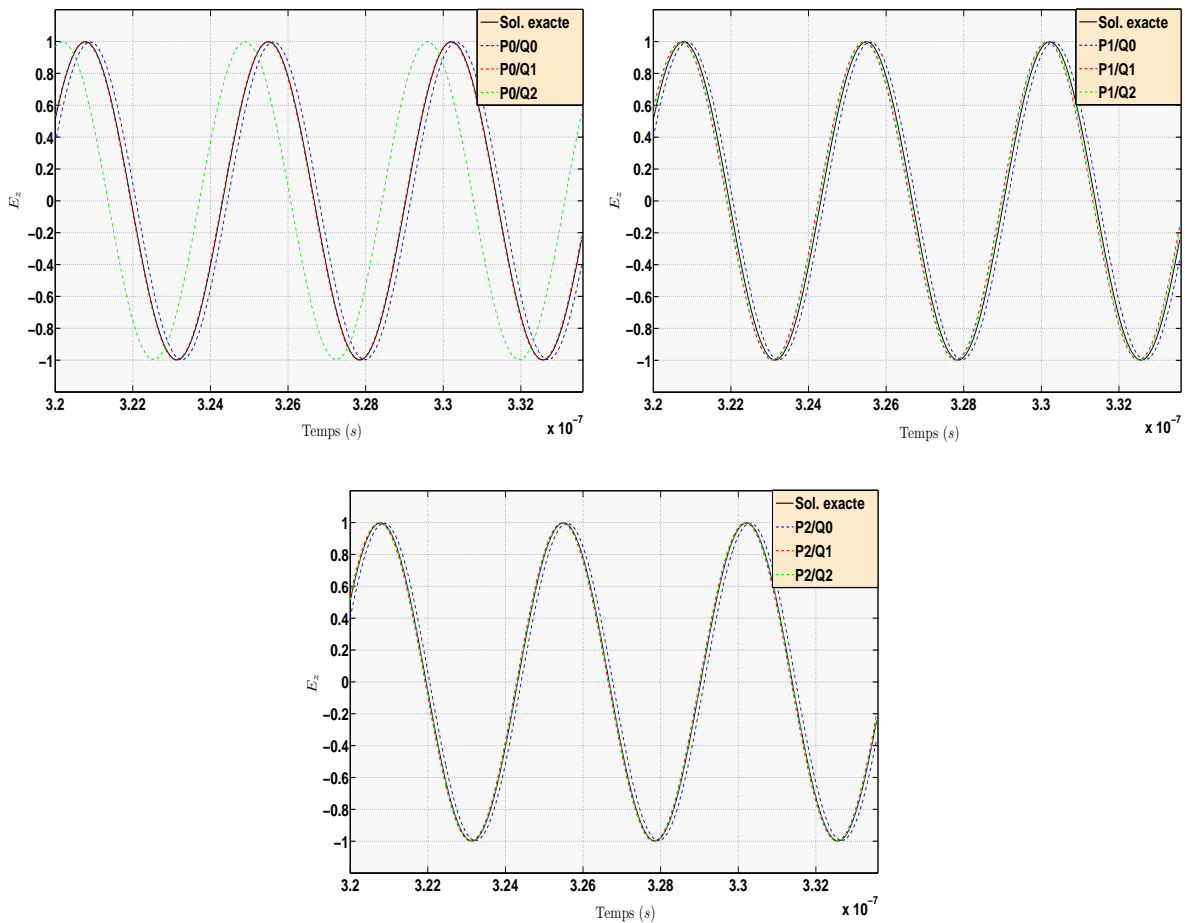 Sol. exacte
P0/Q0
P0/Q1
P0/Q2
1
0.8
0.6
0.4
0.2
0
−0.2
−0.4
−0.6
−0.8
−1
E_z
3.2 3.22 3.24 3.26 3.28 3.3 3.32
Temps (s)
x 10^−7
Sol. exacte
P1/Q0
P1/Q1
P1/Q2
1
0.8
0.6
0.4
0.2
0
−0.2
−0.4
−0.6
−0.8
−1
E_z
3.2 3.22 3.24 3.26 3.28 3.3 3.32
Temps (s)
x 10^−7
Sol. exacte
P2/Q0
P2/Q1
P2/Q2
1
0.8
0.6
0.4
0.2
0
−0.2
−0.4
−0.6
−0.8
−1
E_z
3.2 3.22 3.24 3.26 3.28 3.3 3.32
Temps (s)
x 10^−7